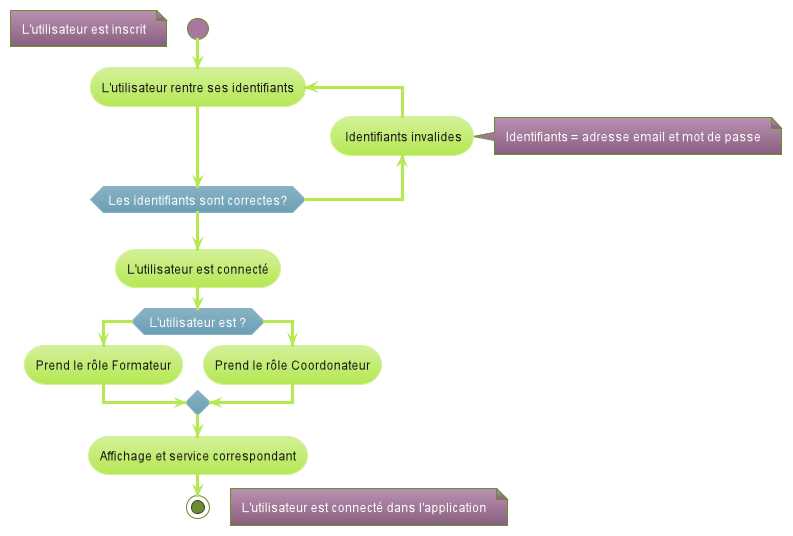 L'utilisateur est inscrit
L'utilisateur rentre ses identifiants
Identifiants invalides
Identifiants = adresse email et mot de passe
Les identifiants sont correctes?
L'utilisateur est connecté
L'utilisateur est ?
Prend le rôle Formateur
Prend le rôle Coordonateur
Affichage et service correspondant
L'utilisateur est connecté dans l'application